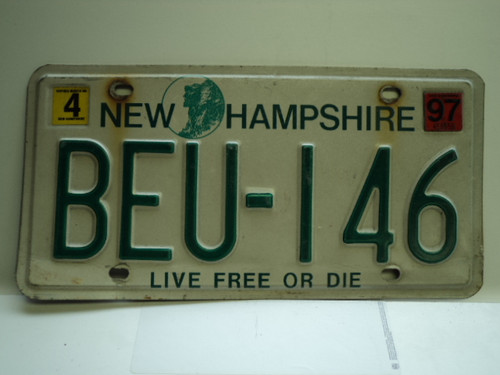 4
97
NEW HAMPSHIRE
BEU-146
LIVE FREE OR DIE